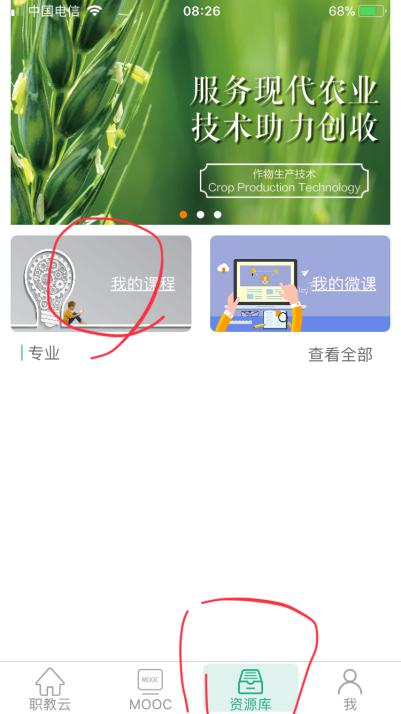 中国电信 08:26 68%
服务现代农业
技术助力创收
作物生产技术
Crop Production Technology
我的课程 我的微课
专业 查看全部
MOOC
职教云 MOOC 资源库 我